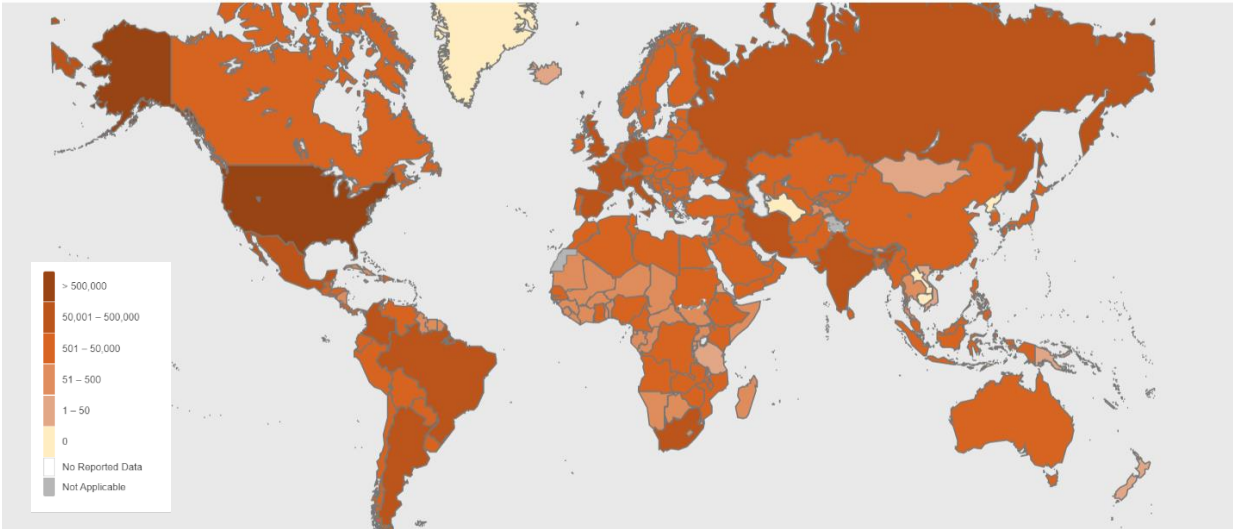 > 500,000
50,001 – 500,000
501 – 50,000
51 – 500
1 – 50
0
No Reported Data
Not Applicable